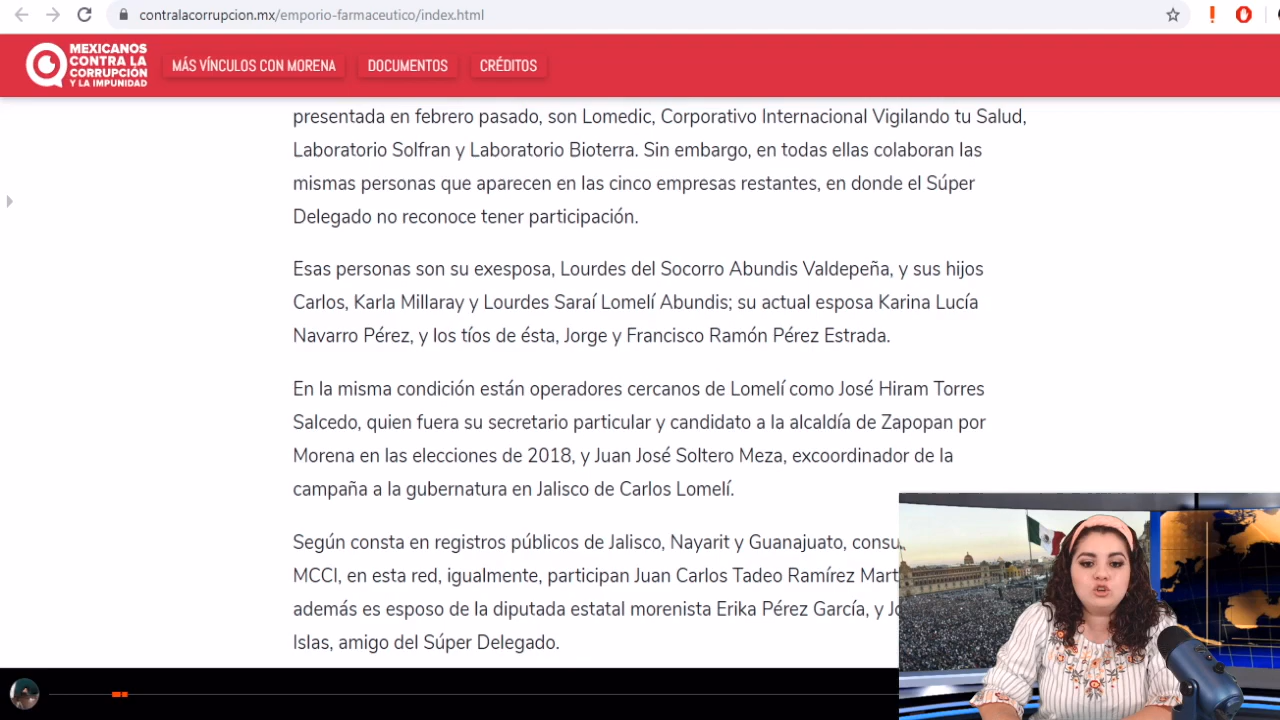 contralacorrupcion.mx/emporio-farmaceutico/index.html
MEXICANOS
CONTRA LA
CORRUPCIÓN
Y LA IMPUNIDAD
MÁS VÍNCULOS CON MORENA
DOCUMENTOS
CRÉDITOS
presentada en febrero pasado, son Lomedic, Corporativo Internacional Vigilando tu Salud,
Laboratorio Solfran y Laboratorio Bioterra. Sin embargo, en todas ellas colaboran las
mismas personas que aparecen en las cinco empresas restantes, en donde el Súper
Delegado no reconoce tener participación.
Esas personas son su exesposa, Lourdes del Socorro Abundis Valdepeña, y sus hijos
Carlos, Karla Millaray y Lourdes Saraí Lomelí Abundis; su actual esposa Karina Lucía
Navarro Pérez, y los tíos de ésta, Jorge y Francisco Ramón Pérez Estrada.
En la misma condición están operadores cercanos de Lomelí como José Hiram Torres
Salcedo, quien fuera su secretario particular y candidato a la alcaldía de Zapopan por
Morena en las elecciones de 2018, y Juan José Soltero Meza, excoordinador de la
campaña a la gubernatura en Jalisco de Carlos Lomelí.
Según consta en registros públicos de Jalisco, Nayarit y Guanajuato,
MCCI, en esta red, igualmente, participan Juan Carlos Tadeo Ramírez
además es esposo de la diputada estatal morenista Erika Pérez García, y
Islas, amigo del Súper Delegado.